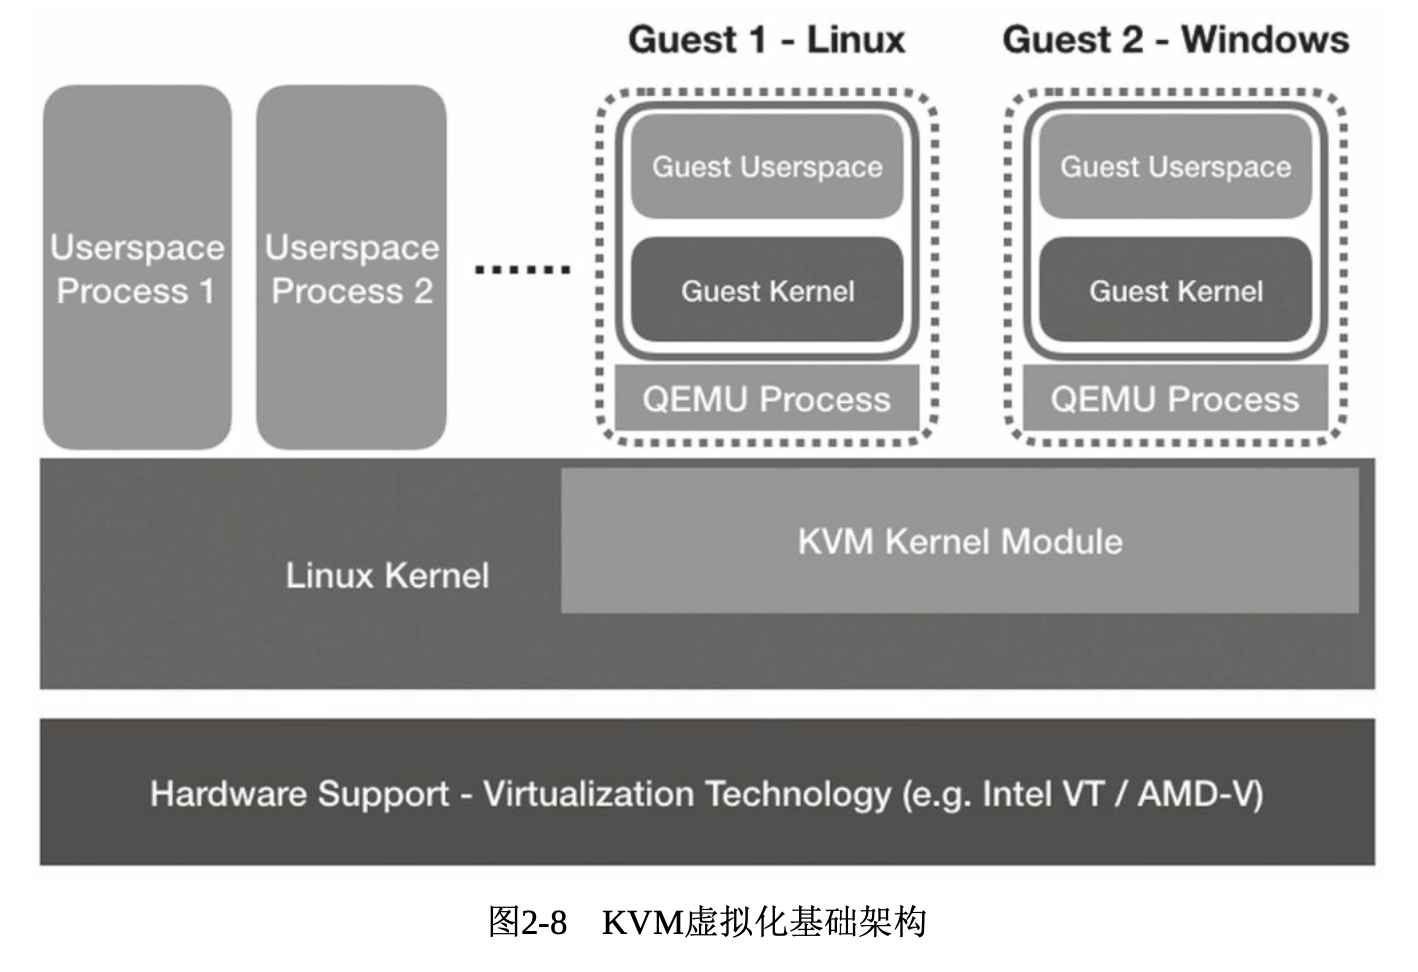 Guest 1 - Linux
Guest 2 - Windows
Userspace
Process 1
Userspace
Process 2
......
Guest Userspace
Guest Kernel
QEMU Process
Guest Userspace
Guest Kernel
QEMU Process
Linux Kernel
KVM Kernel Module
Hardware Support - Virtualization Technology (e.g. Intel VT / AMD-V)
图2-8 KVM虚拟化基础架构